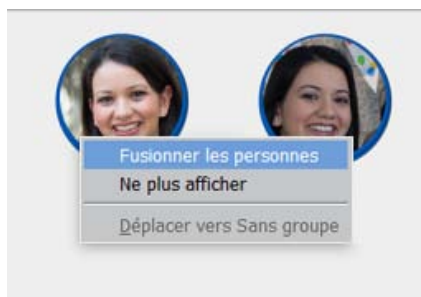 Fusionner les personnes
Ne plus afficher
Déplacer vers Sans groupe